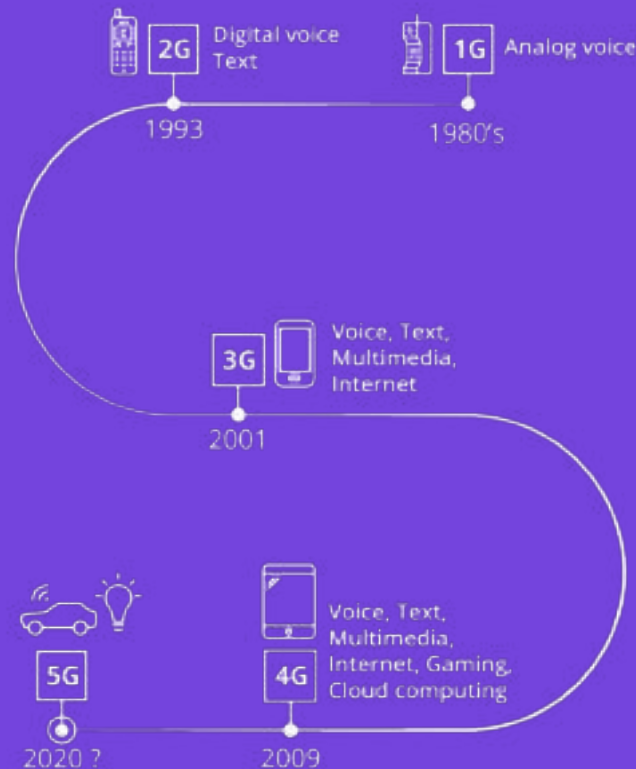 2G
Digital voice
Text
1993
1G
Analog voice
1980's
3G
Voice, Text,
Multimedia,
Internet
2001
5G
2020 ?
4G
Voice, Text,
Multimedia,
Internet, Gaming,
Cloud computing
2009